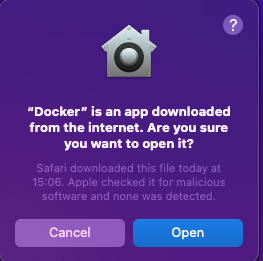 ?
“Docker” is an app downloaded
from the internet. Are you sure
you want to open it?
Safari downloaded this file today at
15:06. Apple checked it for malicious
software and none was detected.
Cancel
Open